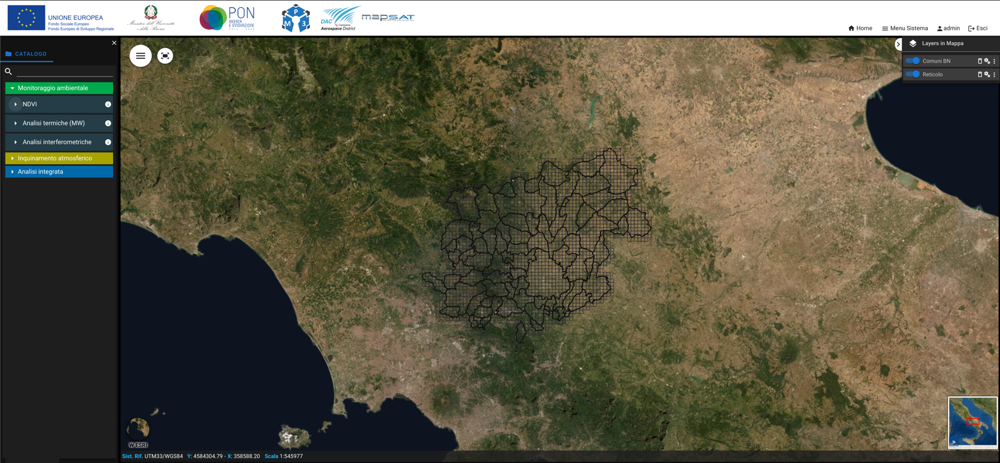 UNIONE EUROPEA
Fondo Sociale Europeo
Fondo Europeo di Sviluppo Regionale
Ministero dell'Università
e della Ricerca
PON
RICERCA
E INNOVAZIONE
2014 - 2020
P
M 3
DAC Campania
Aerospace District
mapsat
Home
Menu Sistema
admin
Esci
CATALOGO
Monitoraggio ambientale
NDVI
Analisi termiche (MW)
Analisi interferometriche
Inquinamento atmosferico
Analisi integrata
Layers in Mappa
Comuni BN
Reticolo
W ESRI
»
Sist. Rif. UTM33/WGS84 Y: 4584304.79 - X: 358588.20 Scala 1:545977